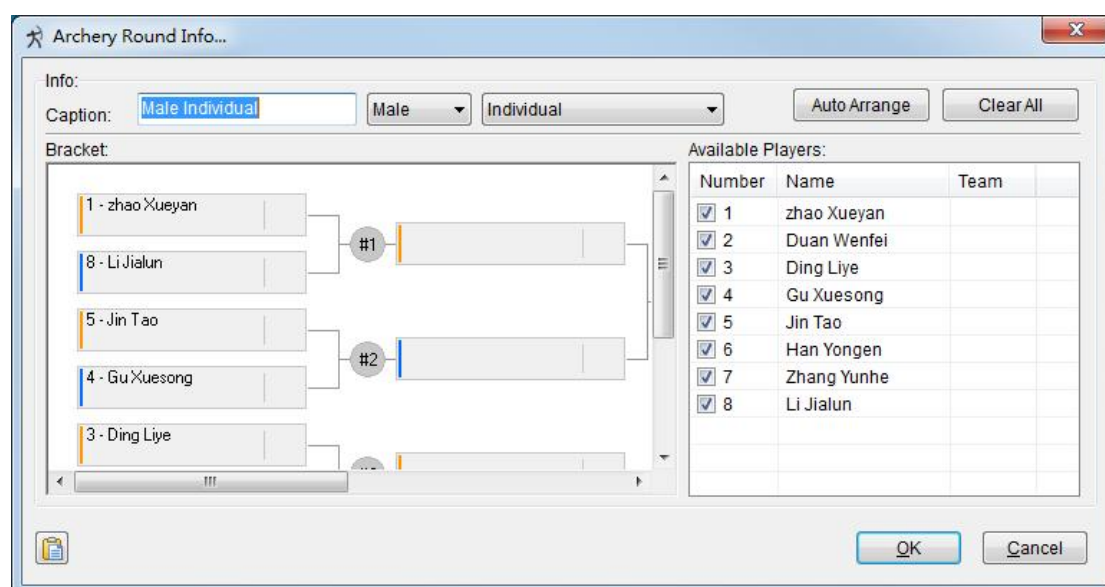 Archery Round Info...
Info:
Caption: Male Individual Male Individual Auto Arrange Clear All
Bracket:
1 - zhao Xueyan
8 - Li Jialun
#1
5 - Jin Tao
4 - Gu Xuesong
#2
3 - Ding Liye
Available Players:
Number Name Team
1 zhao Xueyan
2 Duan Wenfei
3 Ding Liye
4 Gu Xuesong
5 Jin Tao
6 Han Yongen
7 Zhang Yunhe
8 Li Jialun
OK Cancel